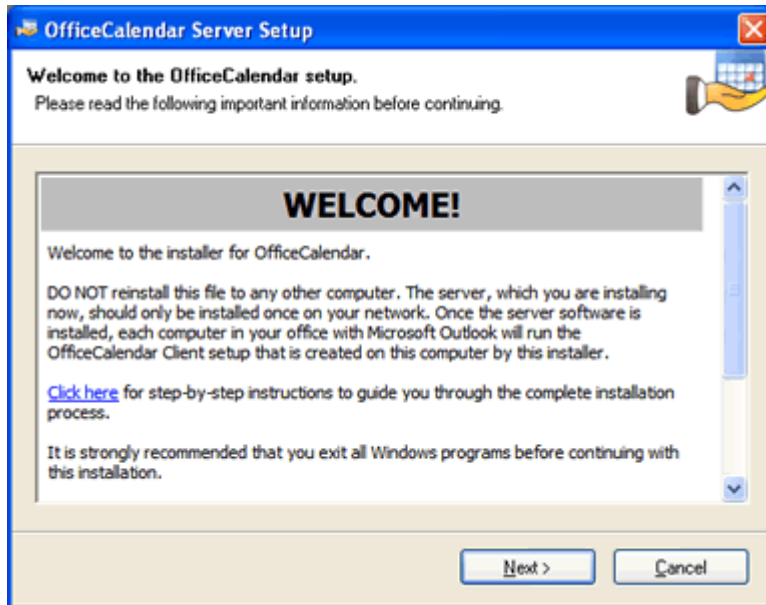 OfficeCalendar Server Setup
Welcome to the OfficeCalendar setup.
Please read the following important information before continuing.
WELCOME!
Welcome to the installer for OfficeCalendar.
DO NOT reinstall this file to any other computer. The server, which you are installing
now, should only be installed once on your network. Once the server software is
installed, each computer in your office with Microsoft Outlook will run the
OfficeCalendar Client setup that is created on this computer by this installer.
Click here for step-by-step instructions to guide you through the complete installation
process.
It is strongly recommended that you exit all Windows programs before continuing with
this installation.
Next >
Cancel